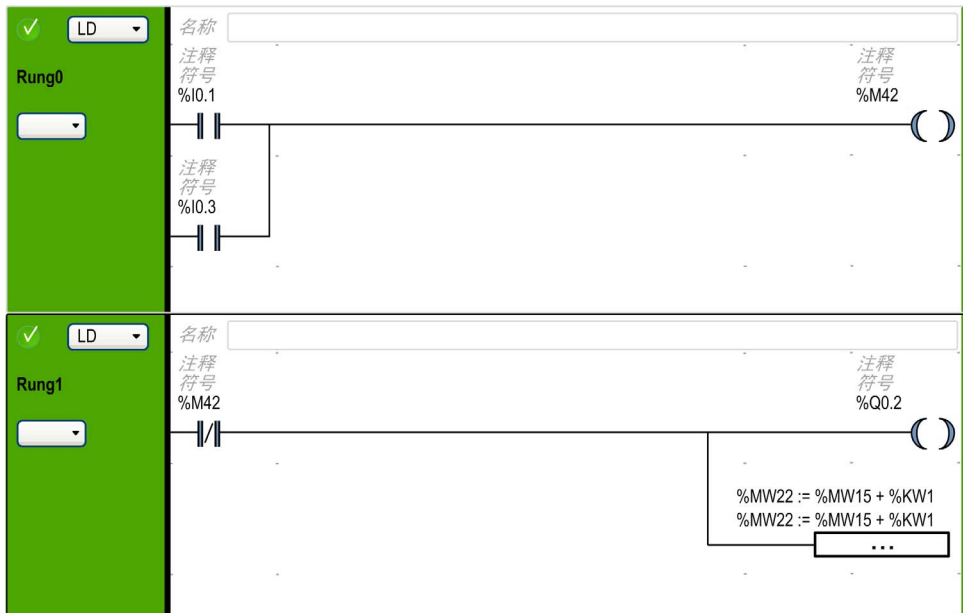 LD
名称
注释
注释
Rung0
符号
符号
%I0.1
%M42
注释
符号
%I0.3
LD
名称
注释
注释
Rung1
符号
符号
%M42
%Q0.2
%MW22 := %MW15 + %KW1
%MW22 := %MW15 + %KW1
...